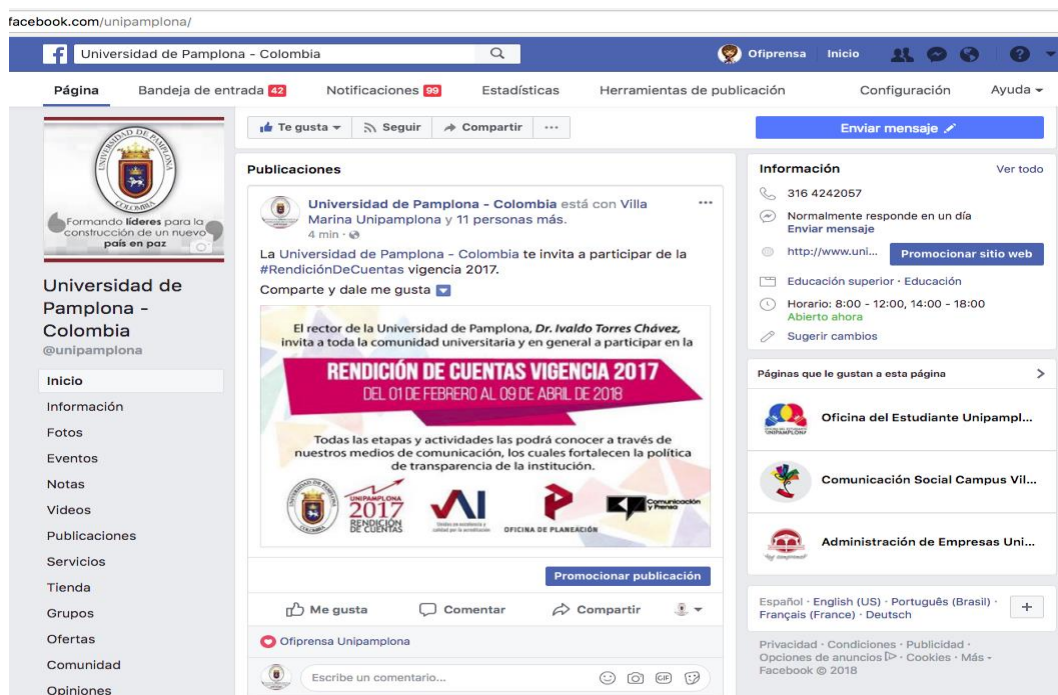 facebook.com/unipamplona/
Universidad de Pamplona - Colombia
Ofiprensa Inicio
Página Bandeja de entrada 42 Notificaciones 99 Estadísticas Herramientas de publicación Configuración Ayuda
UNIVERSIDAD DE PAMPLONA
COLOMBIA
Formando líderes para la
construcción de un nuevo
país en paz
Universidad de
Pamplona -
Colombia
@unipamplona
Inicio
Información
Fotos
Eventos
Notas
Videos
Publicaciones
Servicios
Tienda
Grupos
Ofertas
Comunidad
Opiniones
Te gusta Seguir Compartir ...
Publicaciones
Universidad de Pamplona - Colombia está con Villa
Marina Unipamplona y 11 personas más.
4 min ·
La Universidad de Pamplona - Colombia te invita a participar de la
#RendiciónDeCuentas vigencia 2017.
Comparte y dale me gusta
El rector de la Universidad de Pamplona, Dr. Ivaldo Torres Chávez,
invita a toda la comunidad universitaria y en general a participar en la
RENDICIÓN DE CUENTAS VIGENCIA 2017
DEL 01 DE FEBRERO AL 09 DE ABRIL DE 2018
Todas las etapas y actividades las podrá conocer a través de
nuestros medios de comunicación, los cuales fortalecen la política
de transparencia de la institución.
UNIPAMPLONA
2017
RENDICIÓN
DE CUENTAS
OFICINA DE PLANEACIÓN
Comunicación
y Prensa
Promocionar publicación
Me gusta Comentar Compartir
Ofiprensa Unipamplona
Escribe un comentario...
GIF
Enviar mensaje
Información Ver todo
316 4242057
Normalmente responde en un día
Enviar mensaje
http://www.uni... Promocionar sitio web
Educación superior · Educación
Horario: 8:00 - 12:00, 14:00 - 18:00
Abierto ahora
Sugerir cambios
Páginas que le gustan a esta página
Oficina del Estudiante Unipampl...
Comunicación Social Campus Vil...
Administración de Empresas Uni...
Español · English (US) · Português (Brasil) ·
Français (France) · Deutsch
Privacidad · Condiciones · Publicidad ·
Opciones de anuncios · Cookies · Más
Facebook © 2018